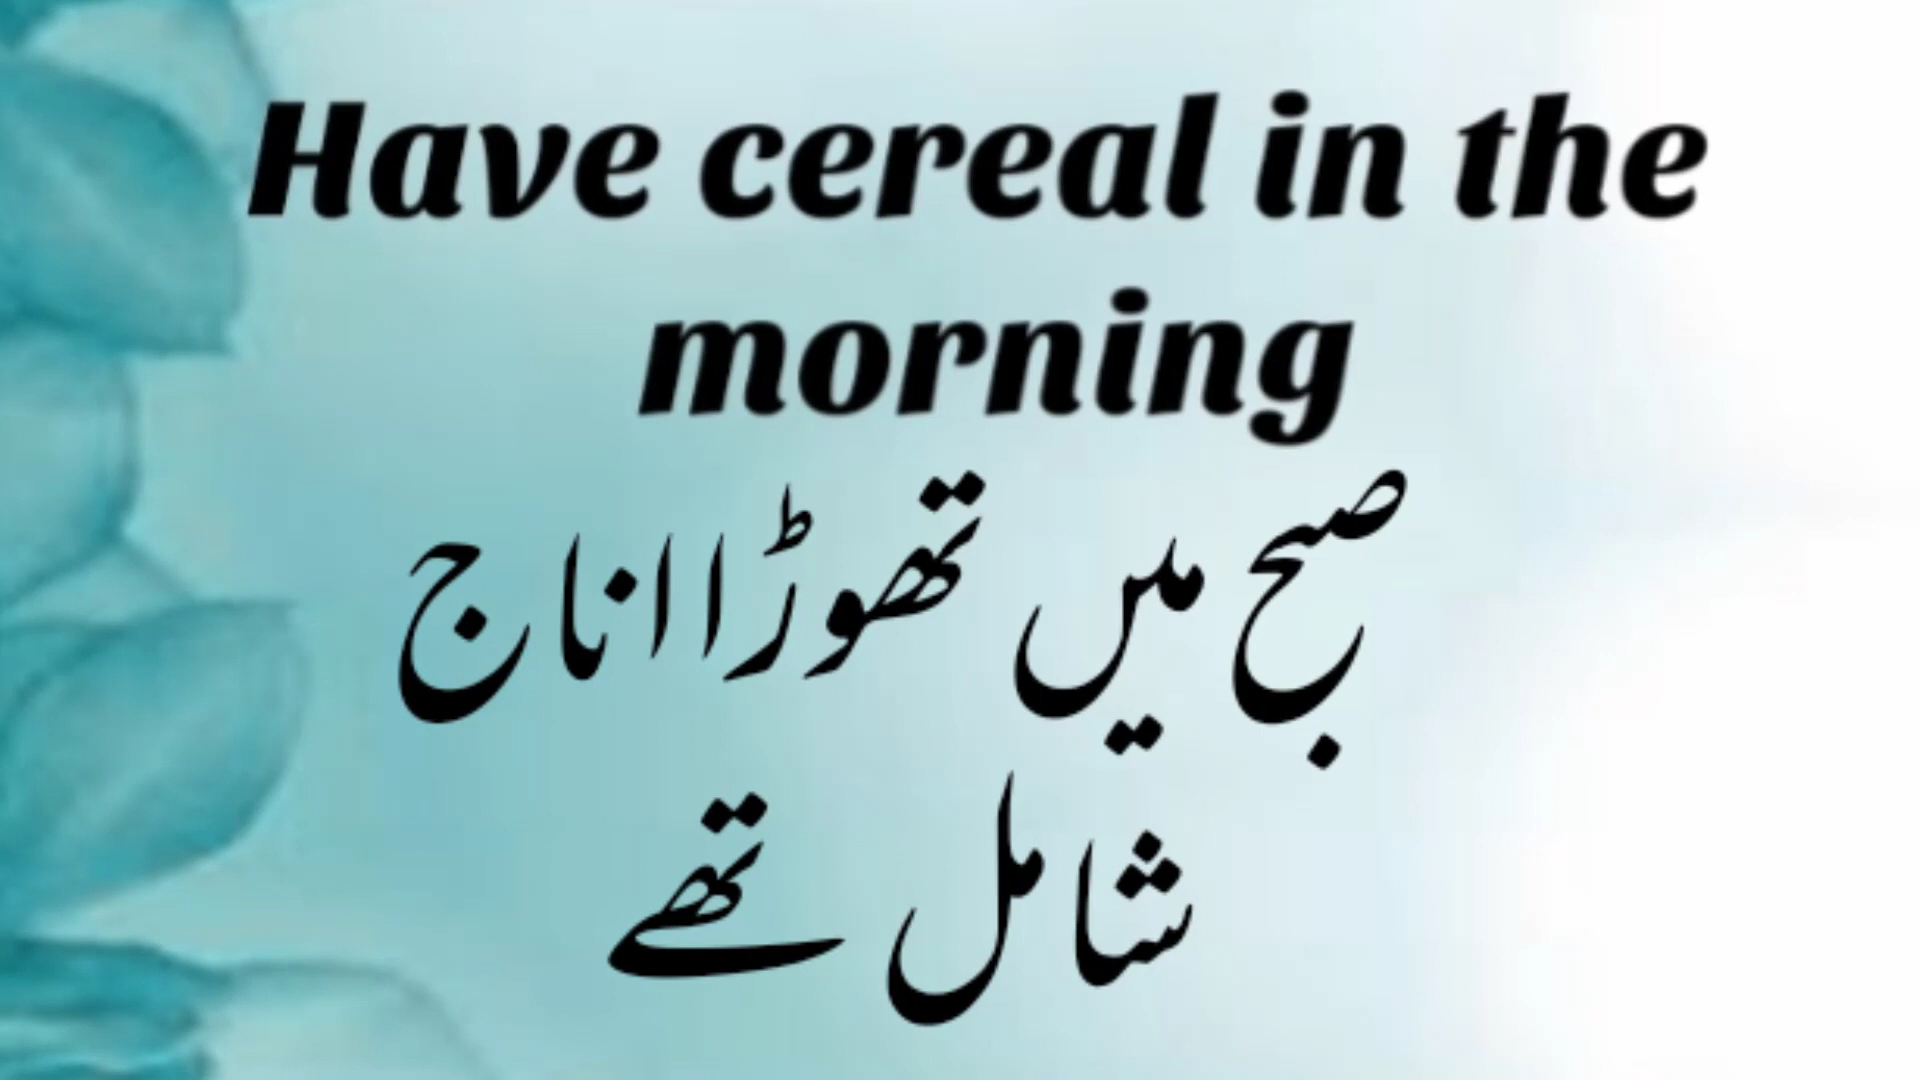 Have cereal in the
morning
صبح میں تھوڑا اناج
شامل تھے